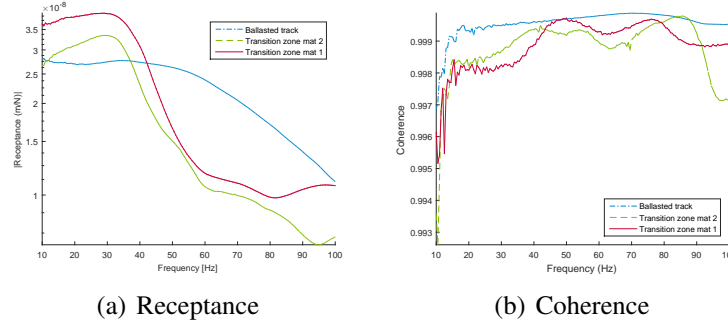 ×10⁻⁸
3.5
3
2.5
2
1.5
1
|Receptance (m/N)|
10 20 30 40 50 60 70 80 90 100
Frequency [Hz]
Ballasted track
Transition zone mat 2
Transition zone mat 1
(a) Receptance
0.999
0.998
0.997
0.996
0.995
0.994
0.993
Coherence
10 20 30 40 50 60 70 80 90
Frequency (Hz)
Ballasted track
Transition zone mat 2
Transition zone mat 1
(b) Coherence